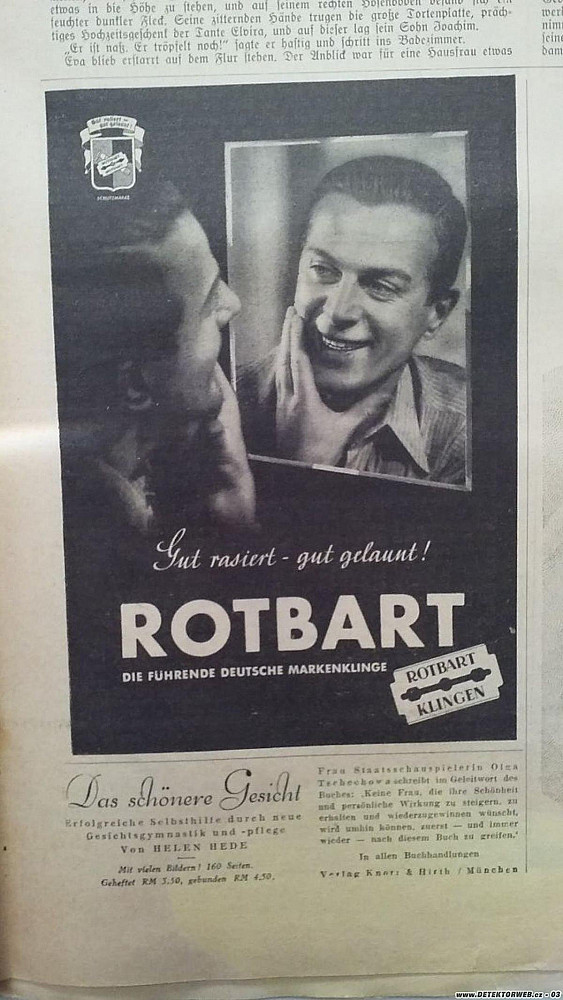 etwas in die Höhe zu stehen, und auf seinem rechten Hosenboden befand sich ein
feuchter dunkler Fleck. Seine zitternden Hände trugen die große Tortenplatte, präch-
tiges Hochzeitsgeschenk der Tante Elvira, und auf dieser lag sein Sohn Joachim.
„Er ist naß. Er tröpfelt noch!“ sagte er hastig und schritt ins Badezimmer.
Eva blieb erstarrt auf dem Flur stehen. Der Anblick war für eine Hausfrau etwas
Gut rasiert –
gut gelaunt!
SCHUTZMARKE
Gut rasiert - gut gelaunt!
ROTBART
DIE FÜHRENDE DEUTSCHE MARKENKLINGE
ROTBART
KLINGEN
Das schönere Gesicht
Erfolgreiche Selbsthilfe durch neue
Gesichtsgymnastik und -pflege
Von HELEN HEDE
Mit vielen Bildern! 160 Seiten.
Geheftet RM 3.50, gebunden RM 4.50.
Frau Staatsschauspielerin Olga
Tschechowa schreibt im Geleitwort des
Buches: „Keine Frau, die ihre Schönheit
und persönliche Wirkung zu steigern, zu
erhalten und wiederzugewinnen wünscht,
wird umhin können, zuerst — und immer
wieder — nach diesem Buch zu greifen.“
In allen Buchhandlungen
Verlag Knorr & Hirth / München
www.DETEKTORWEB.cz - 03